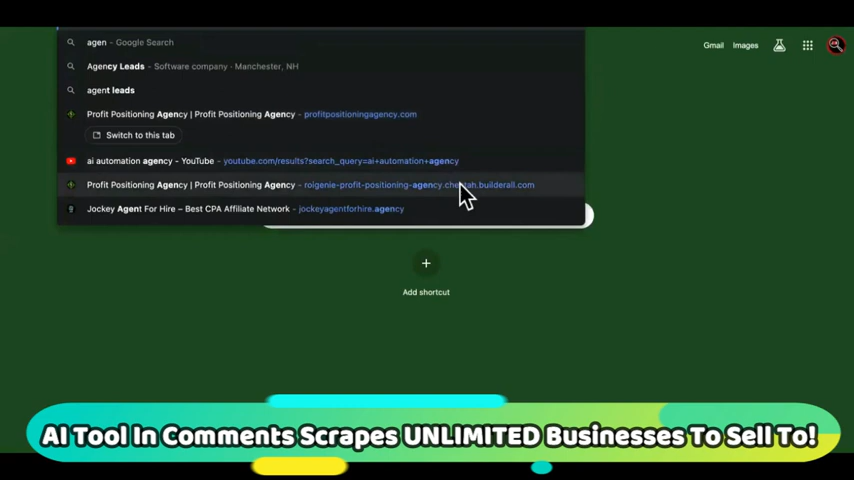 agen - Google Search
Gmail Images
Agency Leads - Software company · Manchester, NH
agent leads
Profit Positioning Agency | Profit Positioning Agency - profitpositioningagency.com
Switch to this tab
ai automation agency - YouTube - youtube.com/results?search_query=ai+automation+agency
Profit Positioning Agency | Profit Positioning Agency - roigenie-profit-positioning-agency.cheetah.builderall.com
Jockey Agent For Hire – Best CPA Affiliate Network - jockeyagentforhire.agency
Add shortcut
AI Tool In Comments Scrapes UNLIMITED Businesses To Sell To!